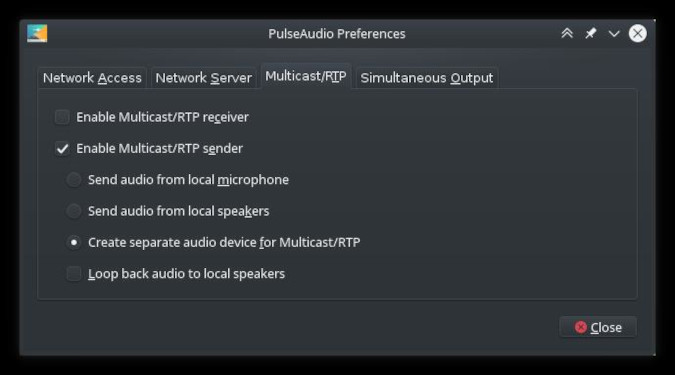 PulseAudio Preferences
Network Access Network Server Multicast/RTP Simultaneous Output
Enable Multicast/RTP receiver
Enable Multicast/RTP sender
Send audio from local microphone
Send audio from local speakers
Create separate audio device for Multicast/RTP
Loop back audio to local speakers
Close